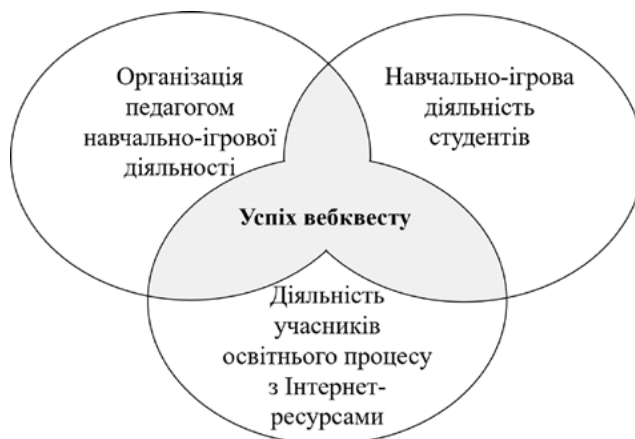 Організація
педагогом
навчально-ігрової
діяльності
Навчально-ігрова
діяльність
студентів
Успіх вебквесту
Діяльність
учасників
освітнього процесу
з Інтернет-
ресурсами